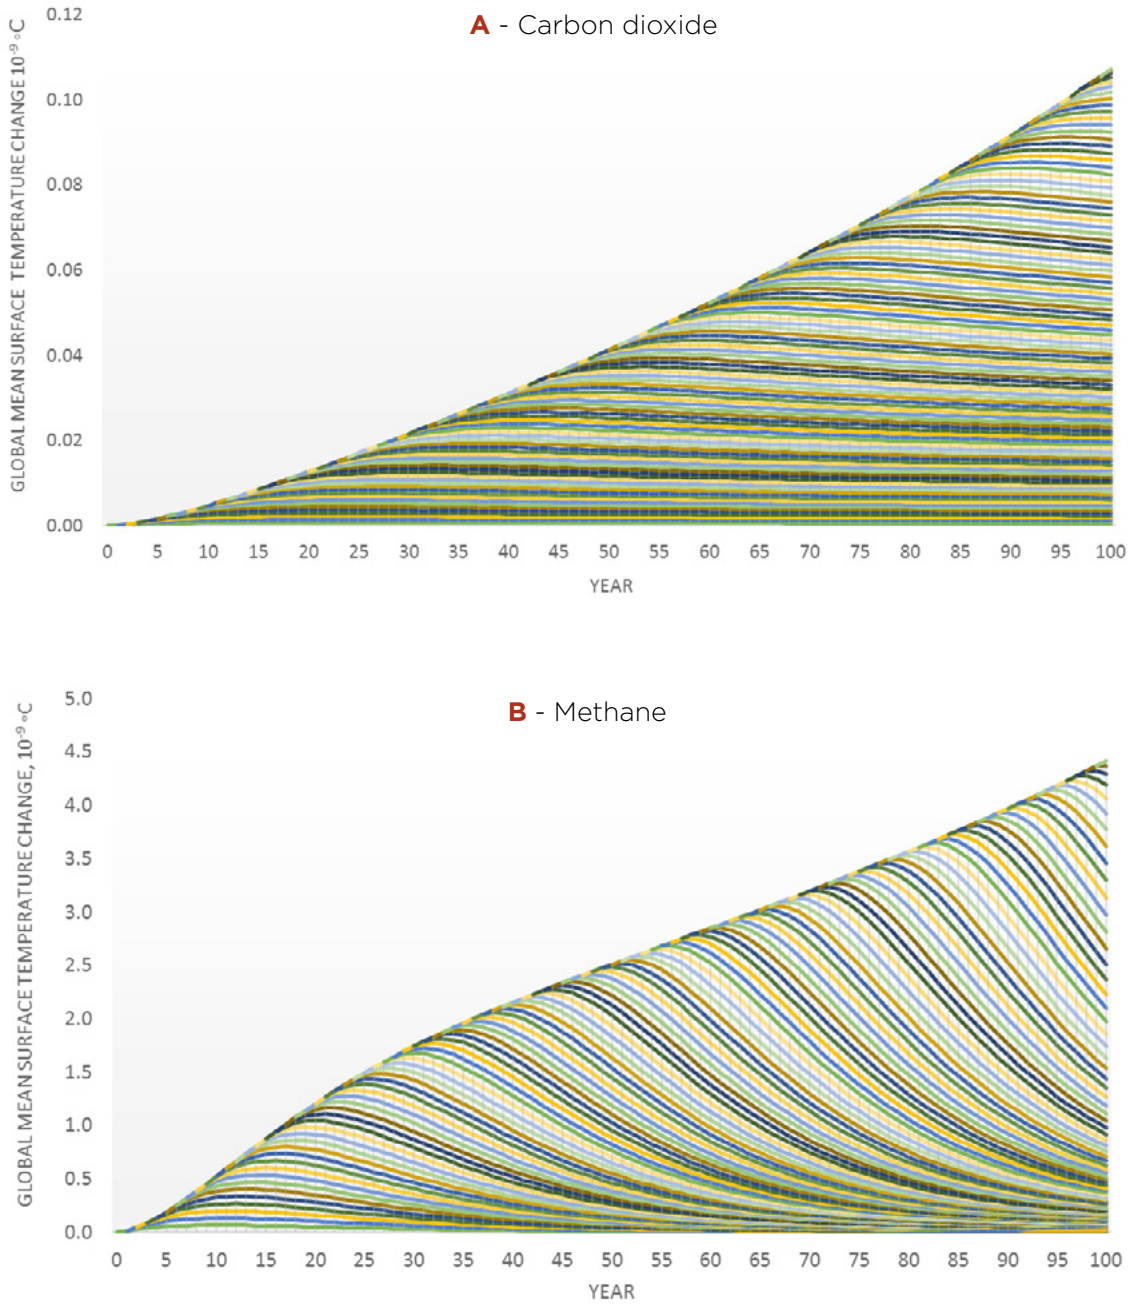 A - Carbon dioxide
GLOBAL MEAN SURFACE TEMPERATURE CHANGE 10⁻⁹ °C
0.12
0.10
0.08
0.06
0.04
0.02
0.00
0 5 10 15 20 25 30 35 40 45 50 55 60 65 70 75 80 85 90 95 100
YEAR
B - Methane
GLOBAL MEAN SURFACE TEMPERATURE CHANGE, 10⁻⁹ °C
5.0
4.5
4.0
3.5
3.0
2.5
2.0
1.5
1.0
0.5
0.0
0 5 10 15 20 25 30 35 40 45 50 55 60 65 70 75 80 85 90 95 100
YEAR